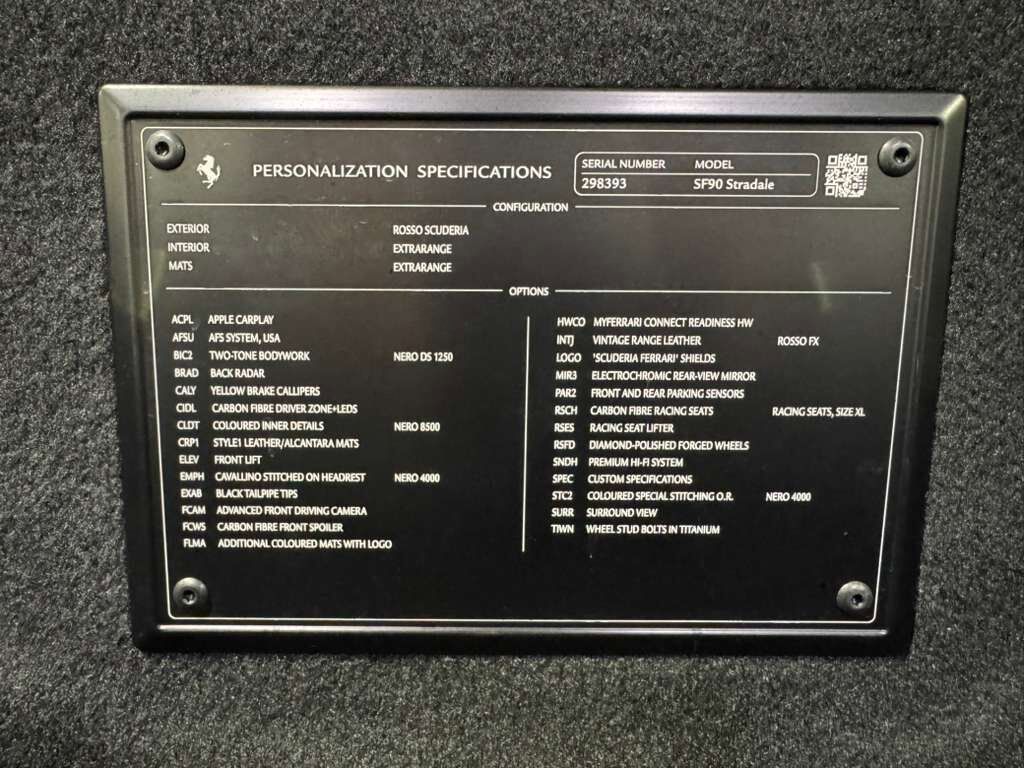 PERSONALIZATION SPECIFICATIONS
SERIAL NUMBER MODEL
298393 SF90 Stradale
CONFIGURATION
EXTERIOR ROSSO SCUDERIA
INTERIOR EXTRARANGE
MATS EXTRARANGE
OPTIONS
ACPL APPLE CARPLAY
AFSU AFS SYSTEM, USA
BIC2 TWO-TONE BODYWORK NERO DS 1250
BRAD BACK RADAR
CALY YELLOW BRAKE CALLIPERS
CIDL CARBON FIBRE DRIVER ZONE+LEDS
CLDT COLOURED INNER DETAILS NERO 8500
CRP1 STYLE1 LEATHER/ALCANTARA MATS
ELEV FRONT LIFT
EMPH CAVALLINO STITCHED ON HEADREST NERO 4000
EXAB BLACK TAILPIPE TIPS
FCAM ADVANCED FRONT DRIVING CAMERA
FCWS CARBON FIBRE FRONT SPOILER
FLMA ADDITIONAL COLOURED MATS WITH LOGO
HWCO MYFERRARI CONNECT READINESS HW
INTJ VINTAGE RANGE LEATHER ROSSO FX
LOGO 'SCUDERIA FERRARI' SHIELDS
MIR3 ELECTROCHROMIC REAR-VIEW MIRROR
PAR2 FRONT AND REAR PARKING SENSORS
RSCH CARBON FIBRE RACING SEATS RACING SEATS, SIZE XL
RSES RACING SEAT LIFTER
RSFD DIAMOND-POLISHED FORGED WHEELS
SNDH PREMIUM HI-FI SYSTEM
SPEC CUSTOM SPECIFICATIONS
STC2 COLOURED SPECIAL STITCHING O.R. NERO 4000
SURR SURROUND VIEW
TIWN WHEEL STUD BOLTS IN TITANIUM